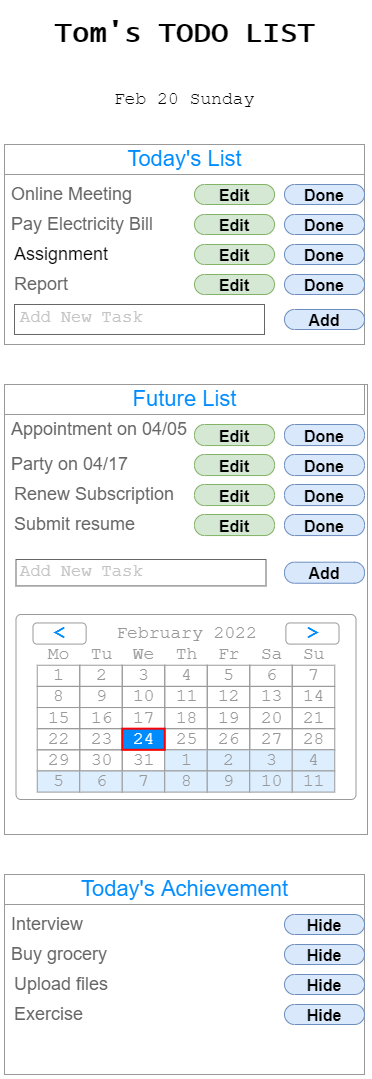 Tom's TODO LIST
Feb 20 Sunday
Today's List
Online Meeting Edit Done
Pay Electricity Bill Edit Done
Assignment Edit Done
Report Edit Done
Add New Task Add
Future List
Appointment on 04/05 Edit Done
Party on 04/17 Edit Done
Renew Subscription Edit Done
Submit resume Edit Done
Add New Task Add
< February 2022 >
Mo Tu We Th Fr Sa Su
1 2 3 4 5 6 7
8 9 10 11 12 13 14
15 16 17 18 19 20 21
22 23 24 25 26 27 28
29 30 31 1 2 3 4
5 6 7 8 9 10 11
Today's Achievement
Interview Hide
Buy grocery Hide
Upload files Hide
Exercise Hide